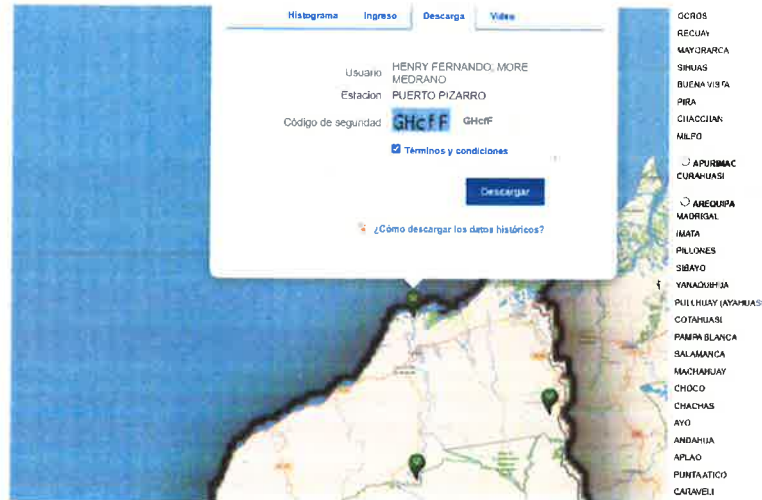 Histograma Ingreso Descarga Video
Usuario HENRY FERNANDO, MORE MEDRANO
Estacion PUERTO PIZARRO
Código de seguridad GHcfF GHcfF
Términos y condiciones
Descargar
¿Cómo descargar los datos históricos?
OCROS
RECUAY
MAYORARCA
SIHUAS
BUENA VISTA
PIRA
CHACCHAN
MILPO
APURIMAC
CURAHUASI
AREQUIPA
MADRIGAL
IMATA
PILLONES
SIBAYO
YANAQUIHUA
PULLHUAY (AYAHUAS
COTAHUASI
PAMPA BLANCA
SALAMANCA
MACHAHUAY
CHOCO
CHACHAS
AYO
ANDAHUA
APLAO
PUNTA ATICO
CARAVELI